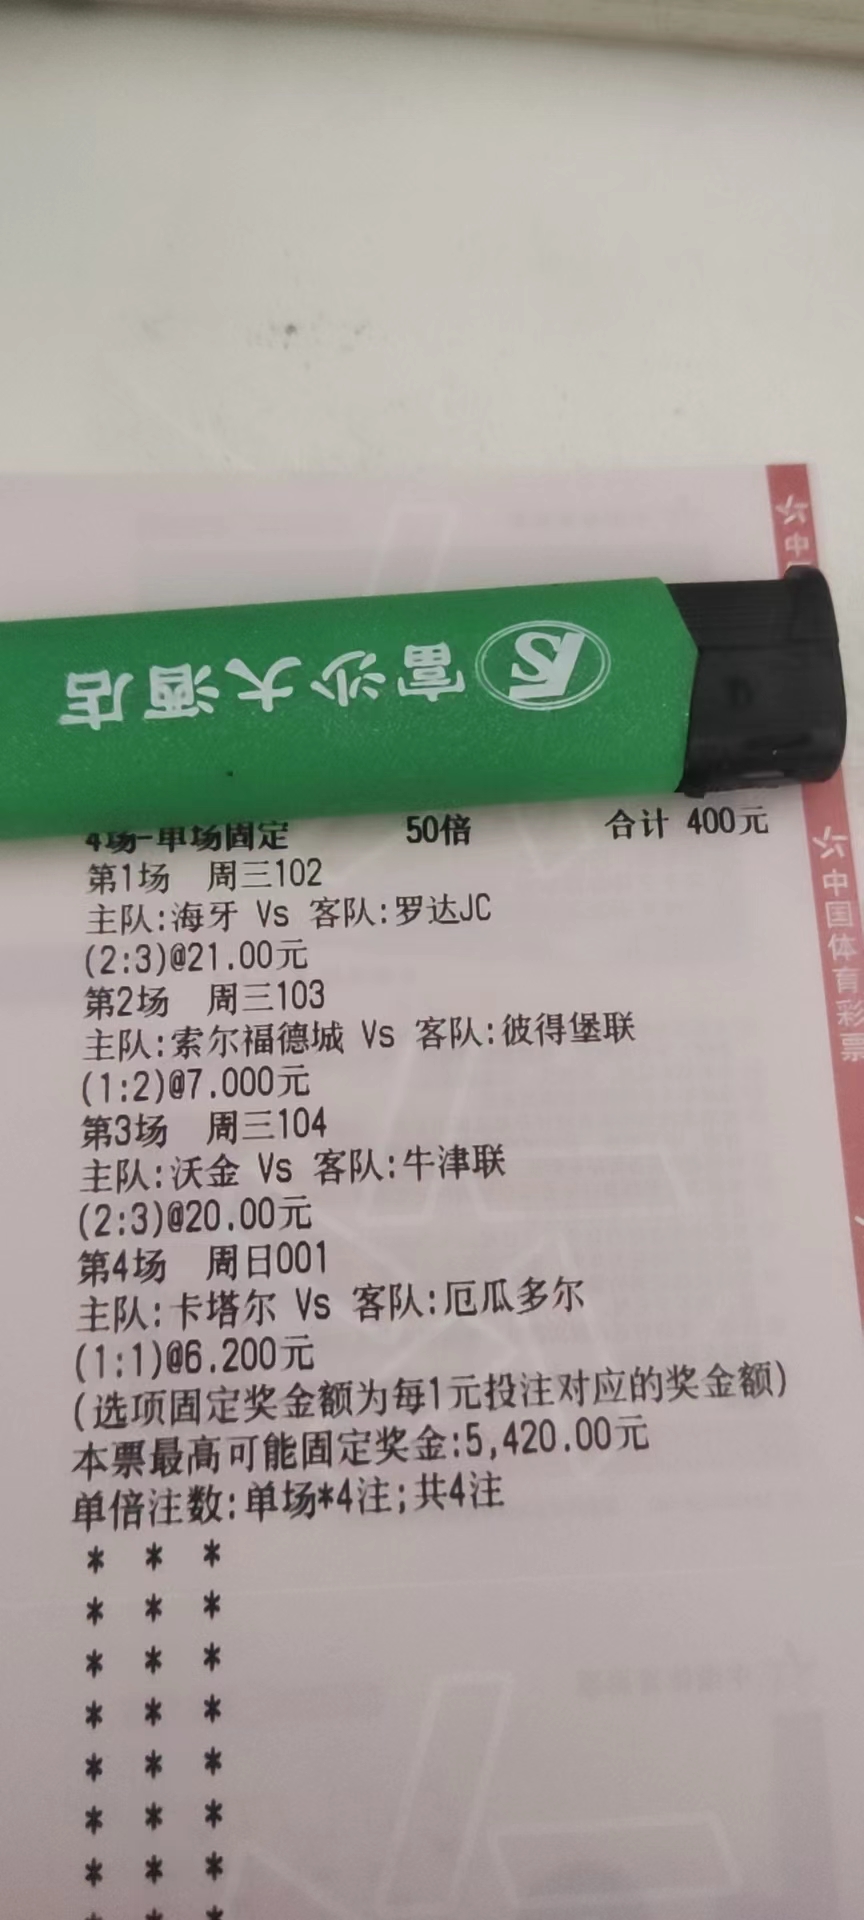 中
富沙大酒店
4场-单场固定 50倍 合计 400元
第1场 周三102
主队:海牙 Vs 客队:罗达JC
(2:3)@21.00元
第2场 周三103
主队:索尔福德城 Vs 客队:彼得堡联
(1:2)@7.000元
第3场 周三104
主队:沃金 Vs 客队:牛津联
(2:3)@20.00元
第4场 周日001
主队:卡塔尔 Vs 客队:厄瓜多尔
(1:1)@6.200元
(选项固定奖金额为每1元投注对应的奖金额)
本票最高可能固定奖金:5,420.00元
单倍注数:单场*4注;共4注
* * *
* * *
* * *
* * *
* * *
* * *
* * *
* * *
中国体育彩票